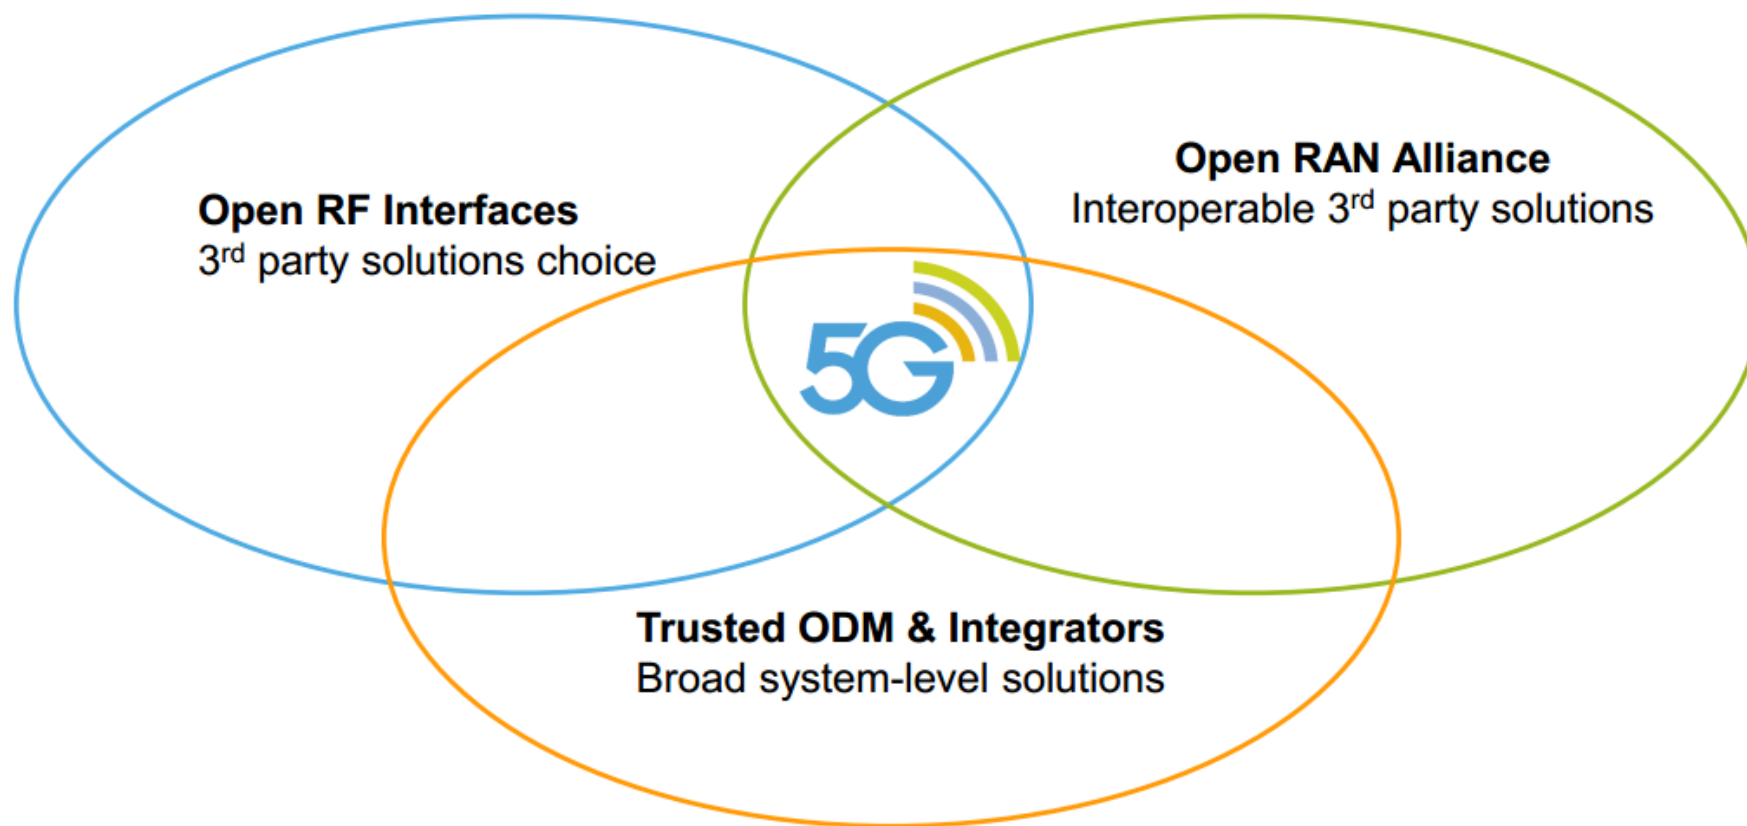 Open RAN Alliance
Interoperable 3rd party solutions
Open RF Interfaces
3rd party solutions choice
5G
Trusted ODM & Integrators
Broad system-level solutions